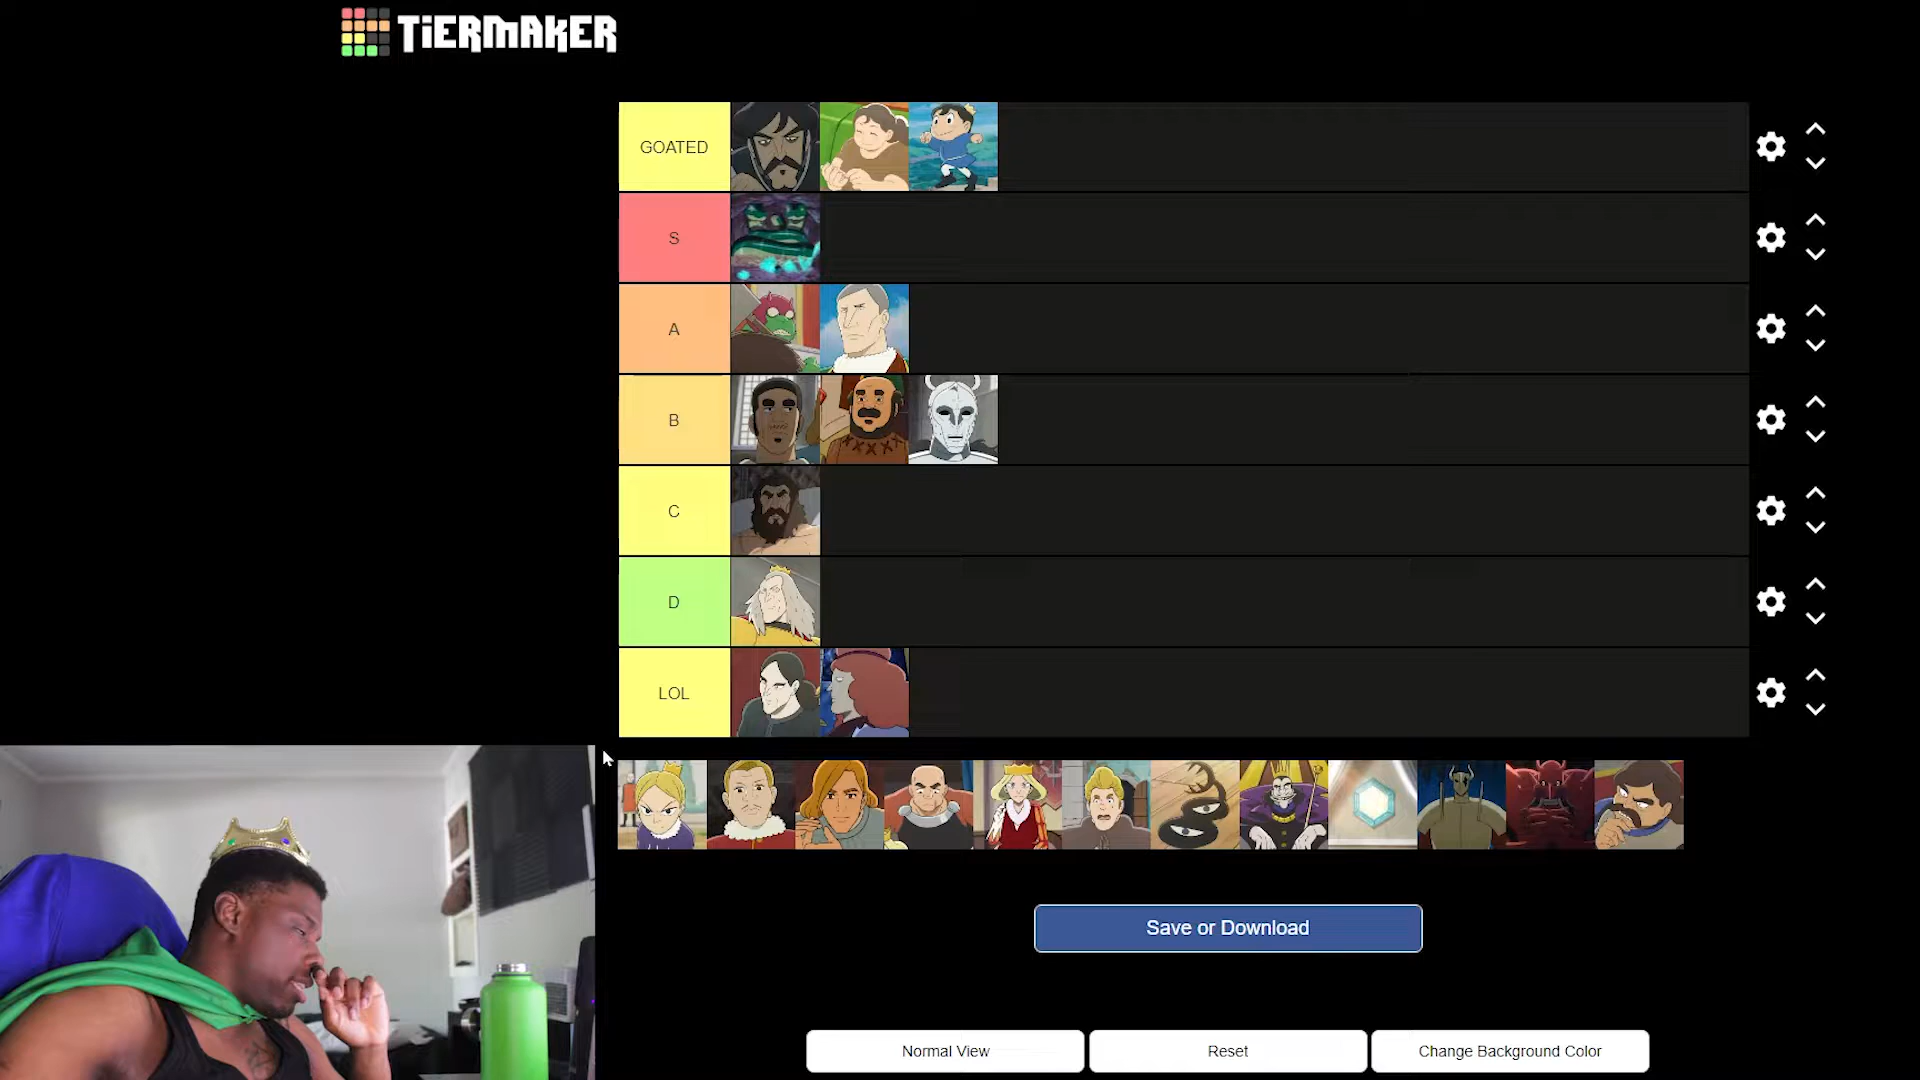 TiERMAKER
GOATED
S
A
B
C
D
LOL
Save or Download
Normal View
Reset
Change Background Color